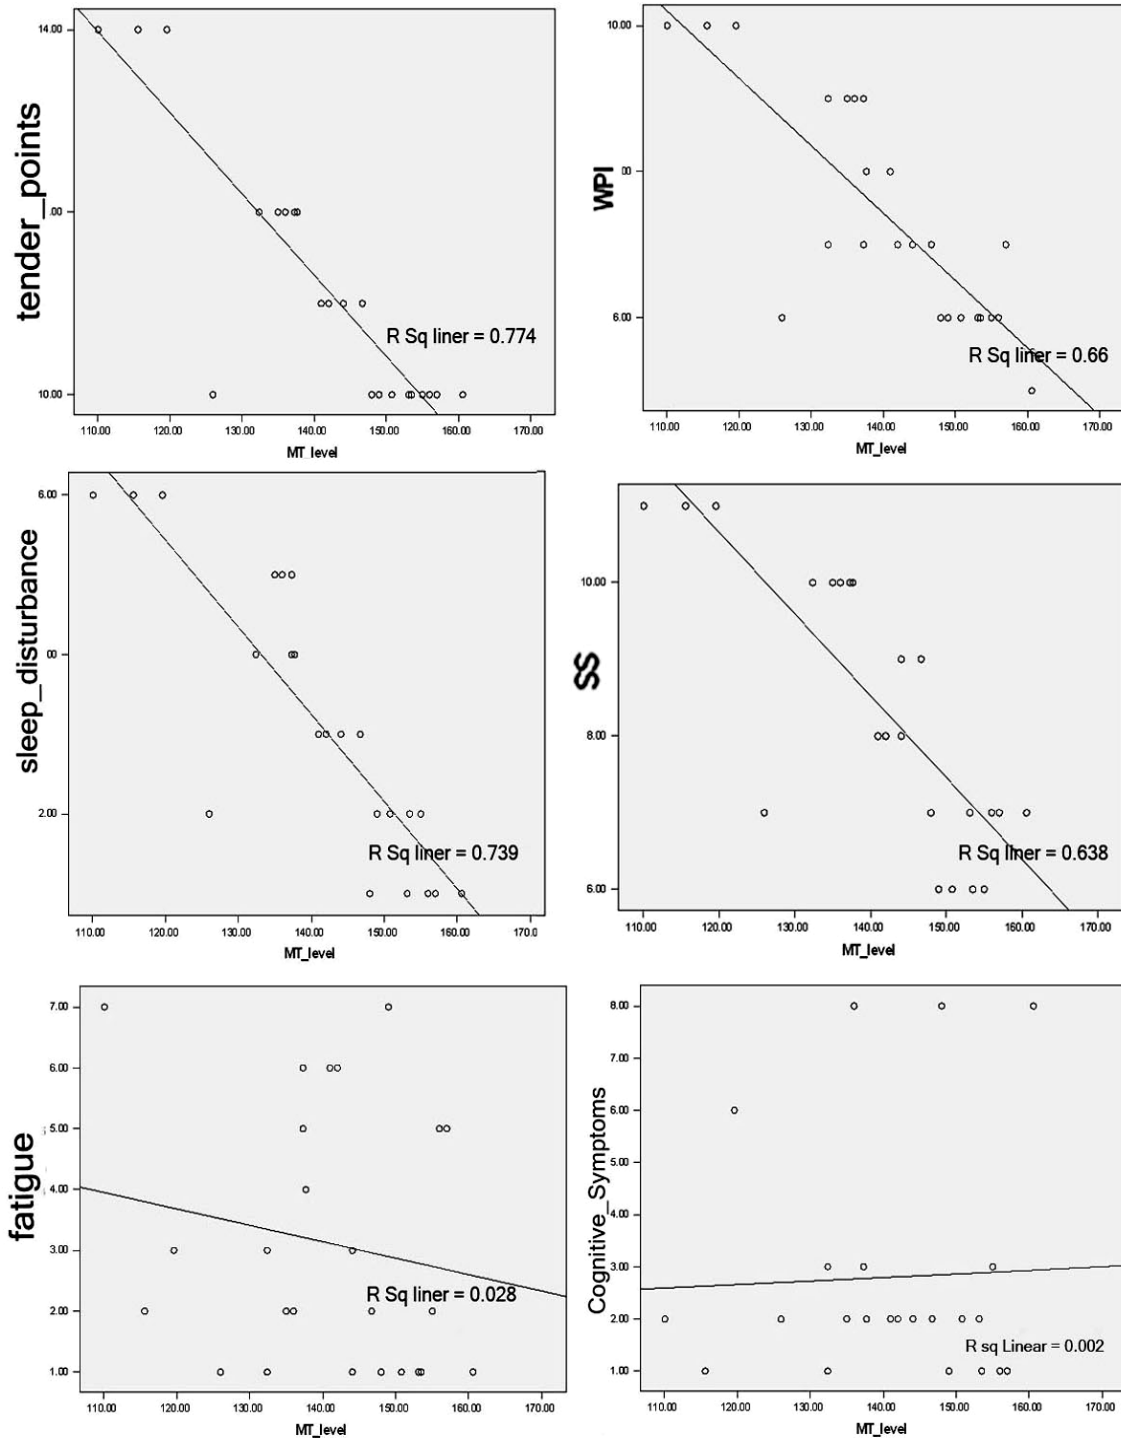 tender_points
14.00
.00
10.00
R Sq liner = 0.774
110.00 120.00 130.00 140.00 150.00 160.00 170.00
MT_level
WPI
10.00
.00
6.00
R Sq liner = 0.66
110.00 120.00 130.00 140.00 150.00 160.00 170.00
MT_level
sleep_disturbance
6.00
00
2.00
R Sq liner = 0.739
110.00 120.00 130.00 140.00 150.00 160.00 170.0
MT_level
SS
10.00
8.00
6.00
R Sq liner = 0.638
110.00 120.00 130.00 140.00 150.00 160.00 170.00
MT_level
fatigue
7.00
6.00
5.00
4.00
3.00
2.00
1.00
R Sq liner = 0.028
110.00 120.00 130.00 140.00 150.00 160.00 170.00
MT_level
Cognitive_Symptoms
8.00
7.00
6.00
5.00
4.00
3.00
2.00
1.00
R sq Linear = 0.002
110.00 120.00 130.00 140.00 150.00 160.00 170.00
MT_level